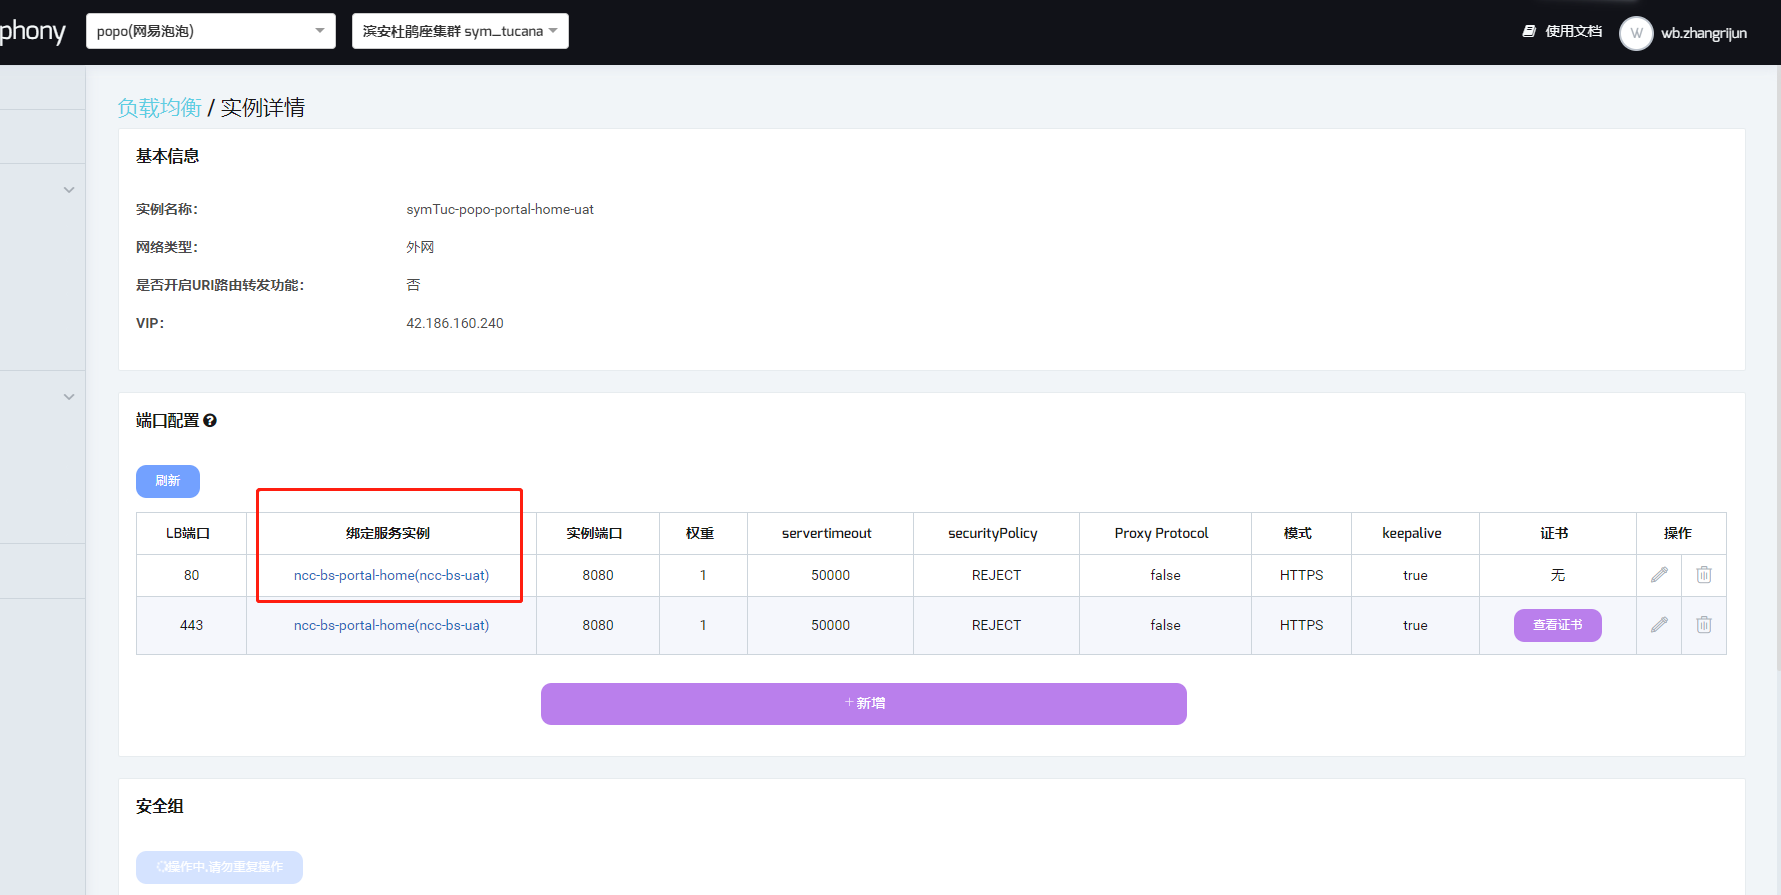 phony popo(网易泡泡) 滨安杜鹃座集群 sym_tucana 使用文档 W wb.zhangrijun
负载均衡 / 实例详情
基本信息
实例名称: symTuc-popo-portal-home-uat
网络类型: 外网
是否开启URI路由转发功能: 否
VIP: 42.186.160.240
端口配置
刷新
LB端口 绑定服务实例 实例端口 权重 servertimeout securityPolicy Proxy Protocol 模式 keepalive 证书 操作
80 ncc-bs-portal-home(ncc-bs-uat) 8080 1 50000 REJECT false HTTPS true 无
443 ncc-bs-portal-home(ncc-bs-uat) 8080 1 50000 REJECT false HTTPS true 查看证书
+新增
安全组
操作中,请勿重复操作